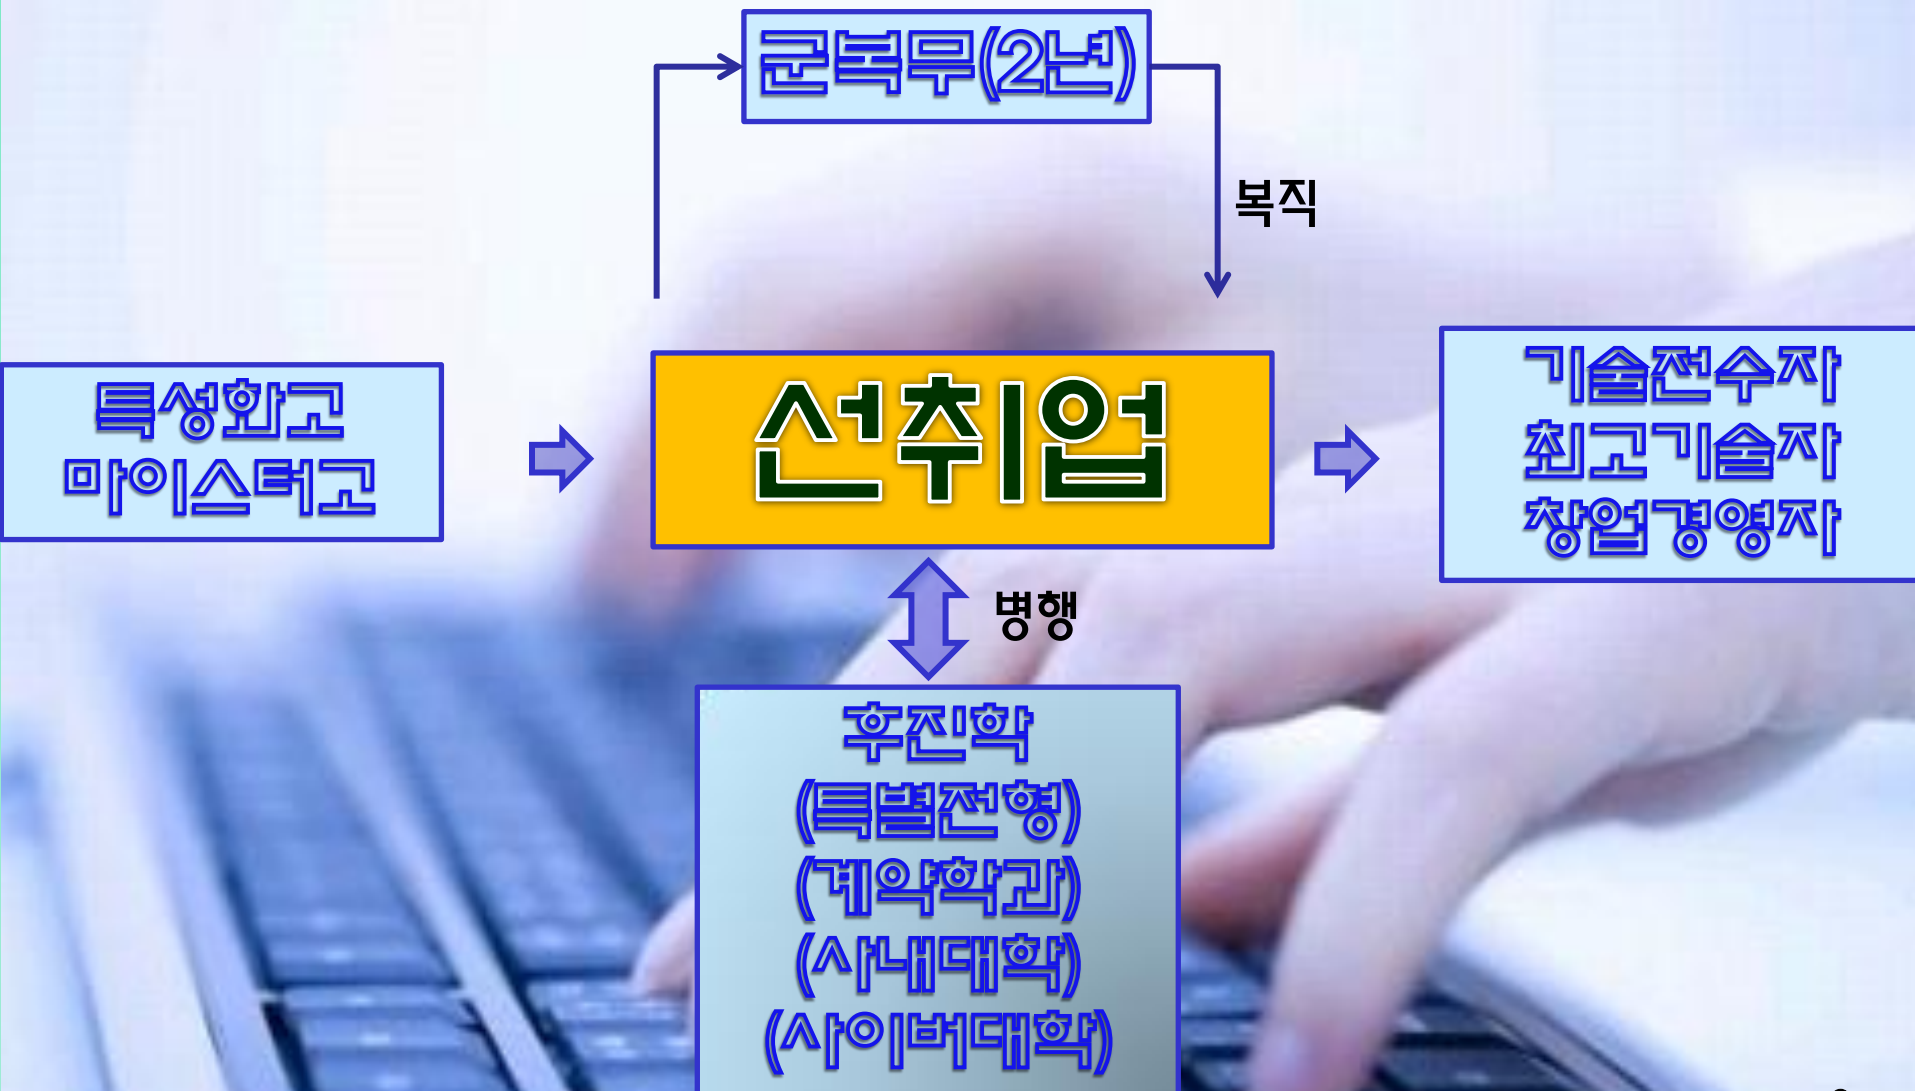 군복무(2년)
복직
특성화고
마이스터고
선취업
기술전수자
최고기술자
창업경영자
병행
후진학
(특별전형)
(계약학과)
(사내대학)
(사이버대학)